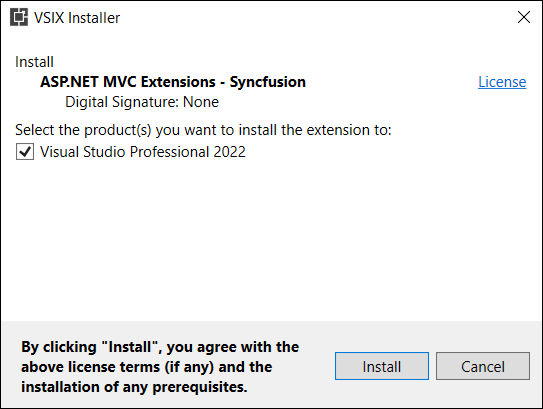 VSIX Installer
Install
ASP.NET MVC Extensions - Syncfusion
License
Digital Signature: None
Select the product(s) you want to install the extension to:
Visual Studio Professional 2022
By clicking "Install", you agree with the
above license terms (if any) and the
installation of any prerequisites.
Install
Cancel